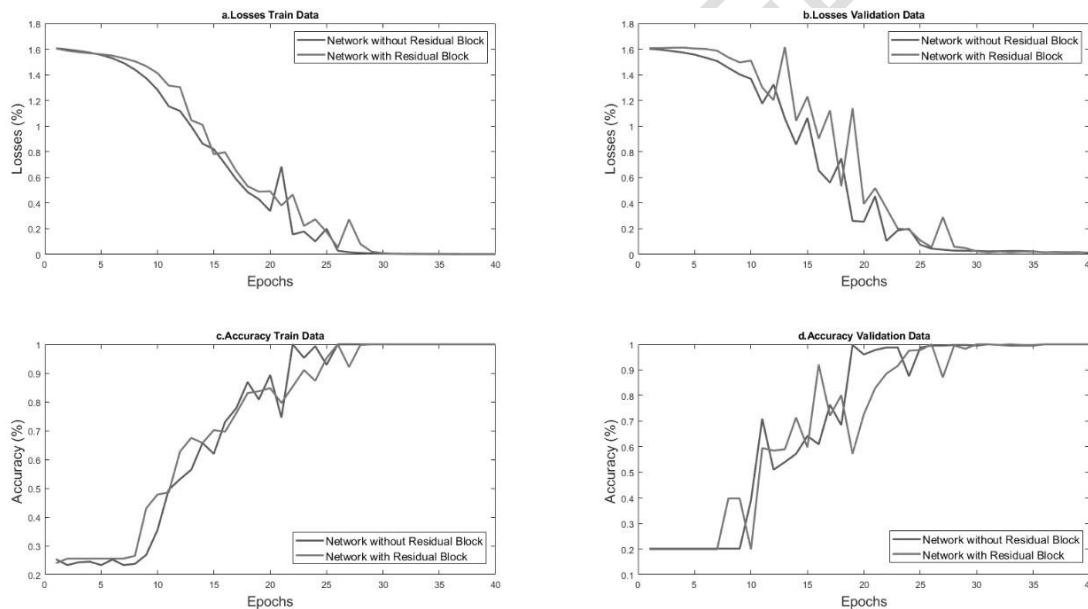 a.Losses Train Data
1.8
1.6
1.4
1.2
1
0.8
0.6
0.4
0.2
0
Losses (%)
Network without Residual Block
Network with Residual Block
0 5 10 15 20 25 30 35 40
Epochs
b.Losses Validation Data
1.8
1.6
1.4
1.2
1
0.8
0.6
0.4
0.2
0
Losses (%)
Network without Residual Block
Network with Residual Block
0 5 10 15 20 25 30 35 40
Epochs
c.Accuracy Train Data
1
0.9
0.8
0.7
0.6
0.5
0.4
0.3
0.2
Accuracy (%)
Network without Residual Block
Network with Residual Block
0 5 10 15 20 25 30 35 40
Epochs
d.Accuracy Validation Data
1
0.9
0.8
0.7
0.6
0.5
0.4
0.3
0.2
0.1
Accuracy (%)
Network without Residual Block
Network with Residual Block
0 5 10 15 20 25 30 35 40
Epochs